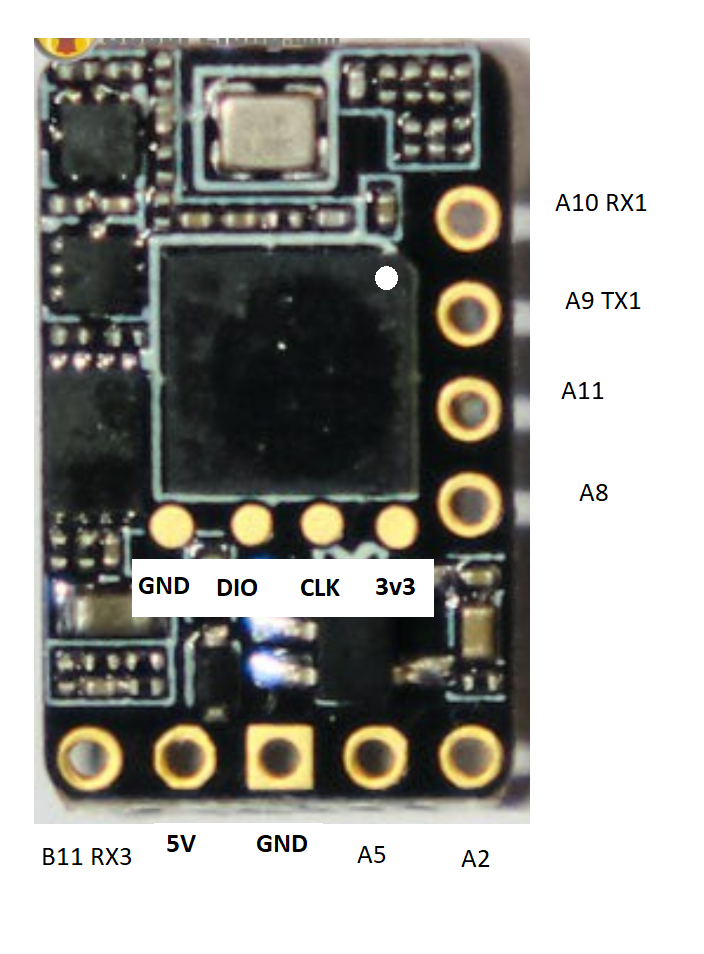 A10 RX1
A9 TX1
A11
A8
GND DIO CLK 3v3
B11 RX3 5V GND A5 A2